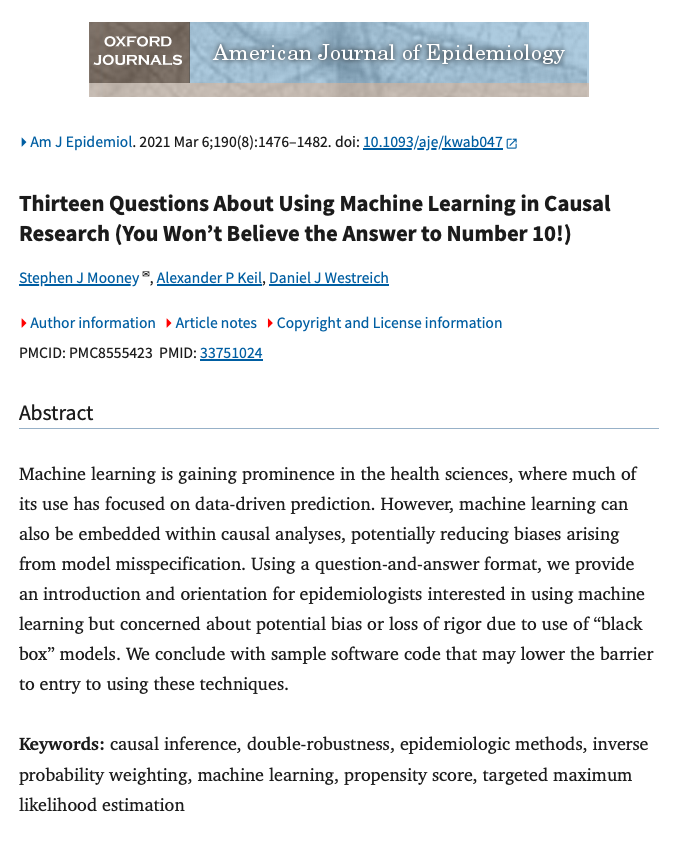 OXFORD
JOURNALS
American Journal of Epidemiology
Am J Epidemiol. 2021 Mar 6;190(8):1476–1482. doi: 10.1093/aje/kwab047
Thirteen Questions About Using Machine Learning in Causal
Research (You Won’t Believe the Answer to Number 10!)
Stephen J Mooney ✉, Alexander P Keil, Daniel J Westreich
Author information Article notes Copyright and License information
PMCID: PMC8555423 PMID: 33751024
Abstract
Machine learning is gaining prominence in the health sciences, where much of
its use has focused on data-driven prediction. However, machine learning can
also be embedded within causal analyses, potentially reducing biases arising
from model misspecification. Using a question-and-answer format, we provide
an introduction and orientation for epidemiologists interested in using machine
learning but concerned about potential bias or loss of rigor due to use of “black
box” models. We conclude with sample software code that may lower the barrier
to entry to using these techniques.
Keywords: causal inference, double-robustness, epidemiologic methods, inverse
probability weighting, machine learning, propensity score, targeted maximum
likelihood estimation